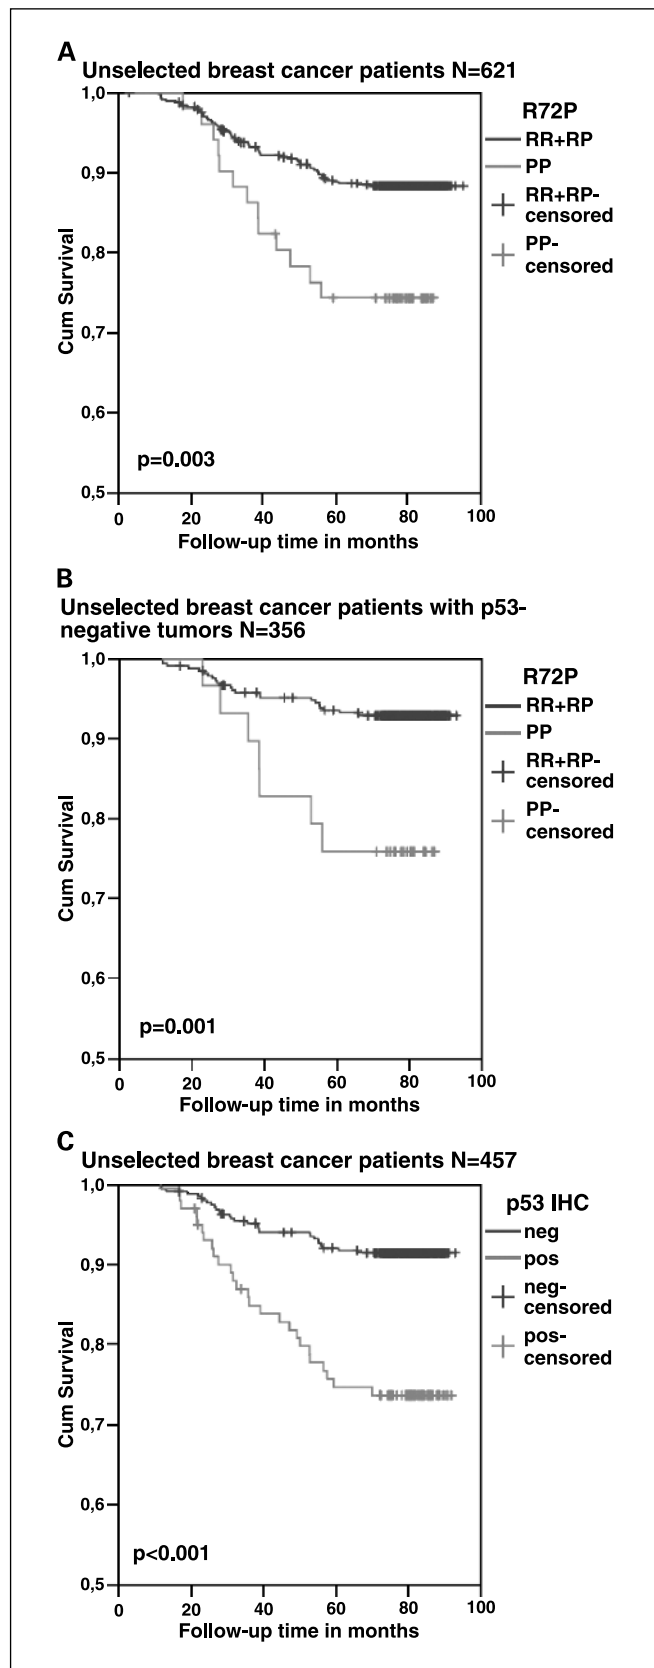 A
Unselected breast cancer patients N=621
1,0
0,9
0,8
0,7
0,6
0,5
Cum Survival
p=0.003
0 20 40 60 80 100
Follow-up time in months
R72P
RR+RP
PP
RR+RP-
censored
PP-
censored
B
Unselected breast cancer patients with p53-
negative tumors N=356
1,0
0,9
0,8
0,7
0,6
0,5
Cum Survival
p=0.001
0 20 40 60 80 100
Follow-up time in months
R72P
RR+RP
PP
RR+RP-
censored
PP-
censored
C
Unselected breast cancer patients N=457
1,0
0,9
0,8
0,7
0,6
0,5
Cum Survival
p<0.001
0 20 40 60 80 100
Follow-up time in months
p53 IHC
neg
pos
neg-
censored
pos-
censored